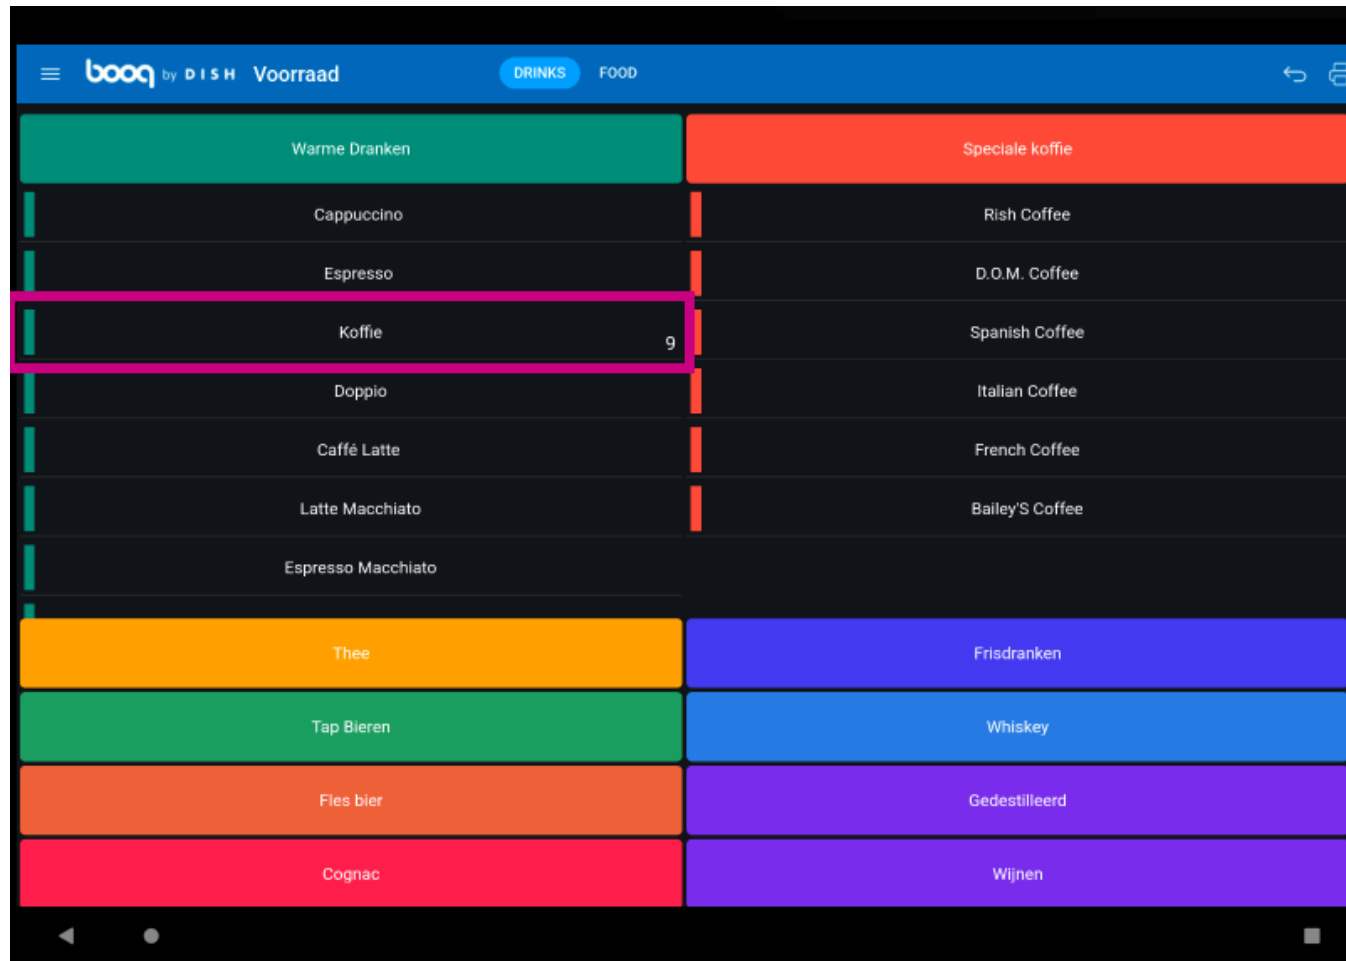 booq by DISH Voorraad DRINKS FOOD
Warme Dranken
Cappuccino
Espresso
Koffie
9
Doppio
Caffé Latte
Latte Macchiato
Espresso Macchiato
Speciale koffie
Rish Coffee
D.O.M. Coffee
Spanish Coffee
Italian Coffee
French Coffee
Bailey'S Coffee
Thee
Frisdranken
Tap Bieren
Whiskey
Fles bier
Gedestilleerd
Cognac
Wijnen